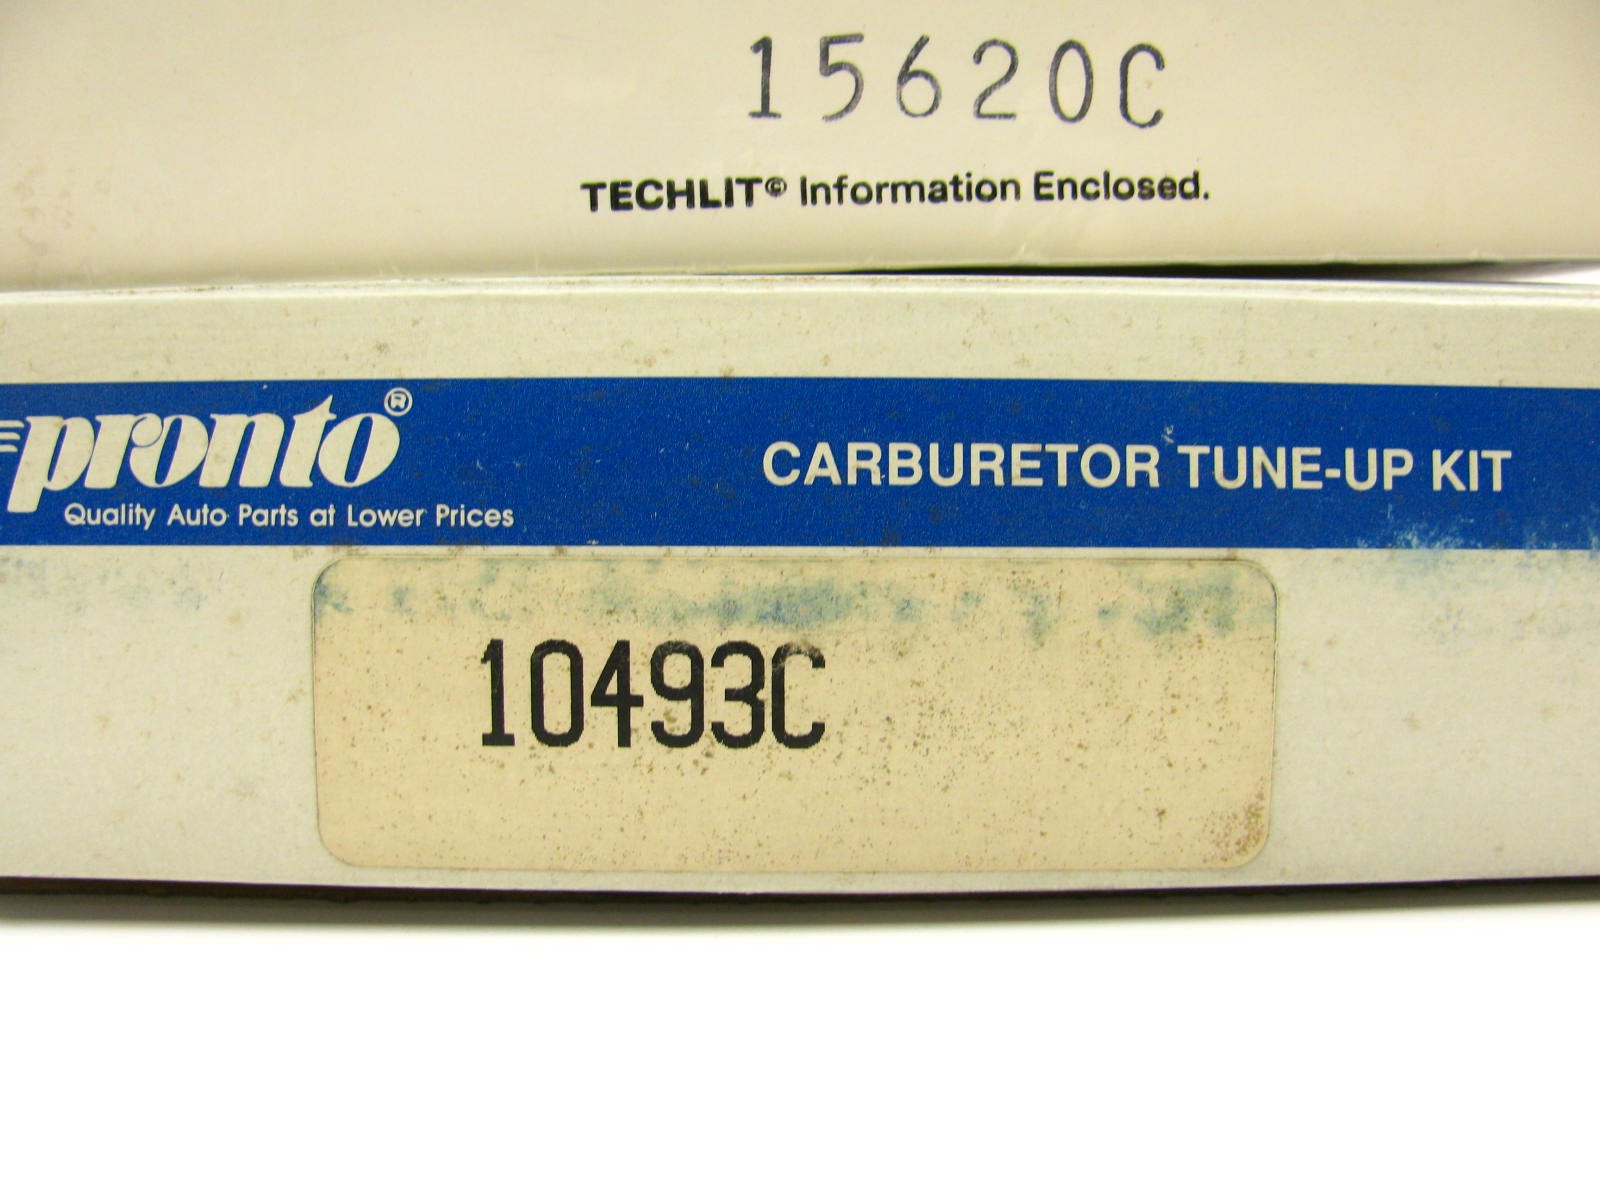 15620C
TECHLIT© Information Enclosed.
pronto®
CARBURETOR TUNE-UP KIT
Quality Auto Parts at Lower Prices
10493C